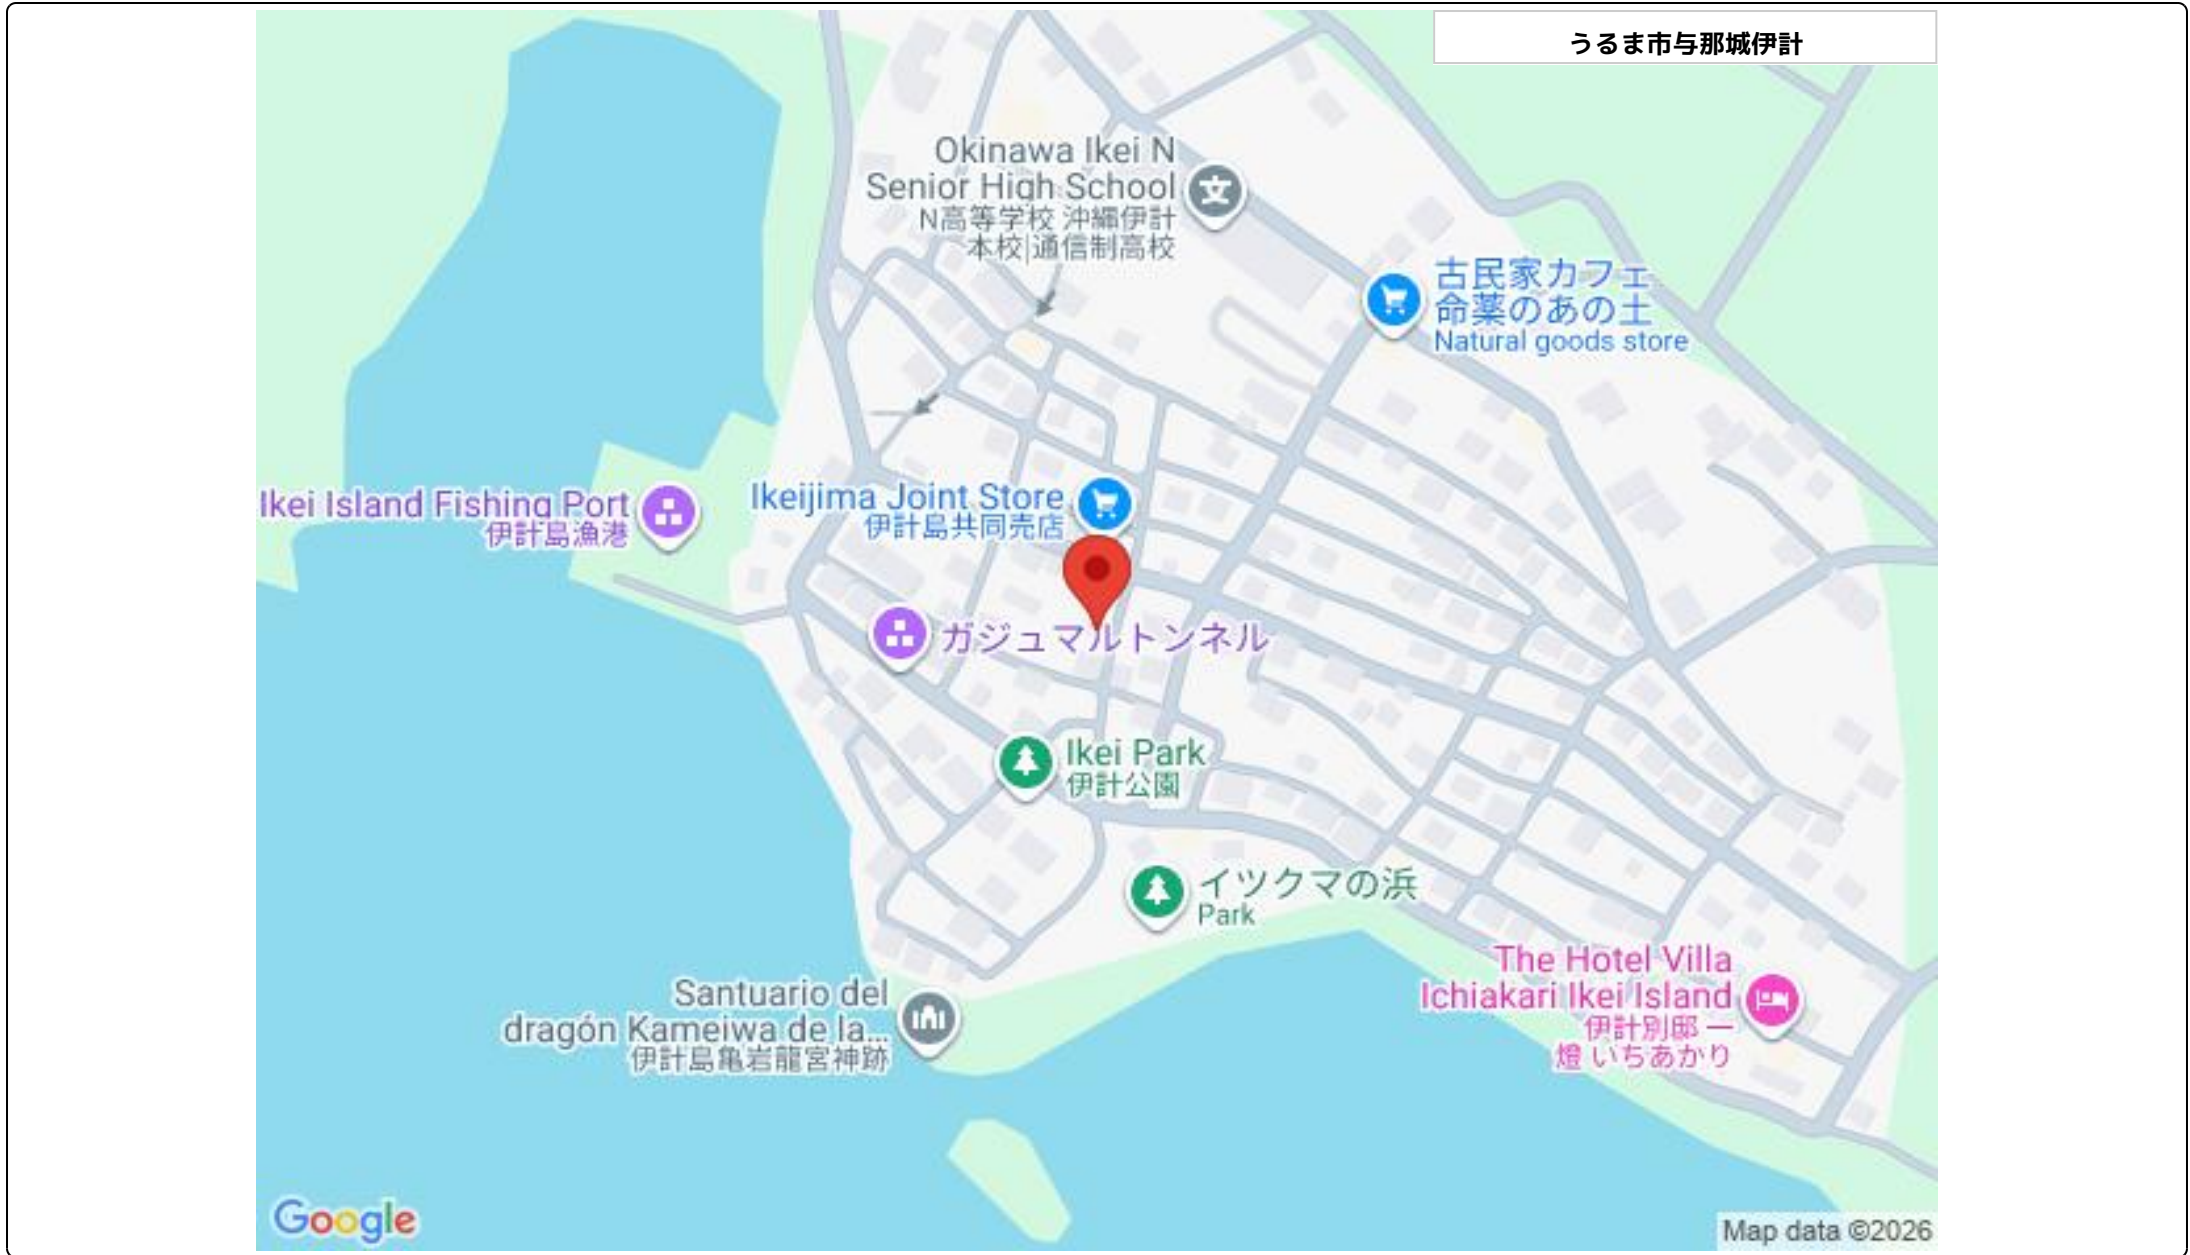 うるま市与那城伊計
Okinawa Ikei N
Senior High School
N高等学校 沖縄伊計
本校|通信制高校
古民家カフェ
命薬のあの土
Natural goods store
Ikei Island Fishing Port
伊計島漁港
Ikeijima Joint Store
伊計島共同売店
ガジュマルトンネル
Ikei Park
伊計公園
イツクマの浜
Park
The Hotel Villa
Ichiakari Ikei Island
伊計別邸 一
燈 いちあかり
Santuario del
dragón Kameiwa de la...
伊計島亀岩龍宮神跡
Google
Map data ©2026